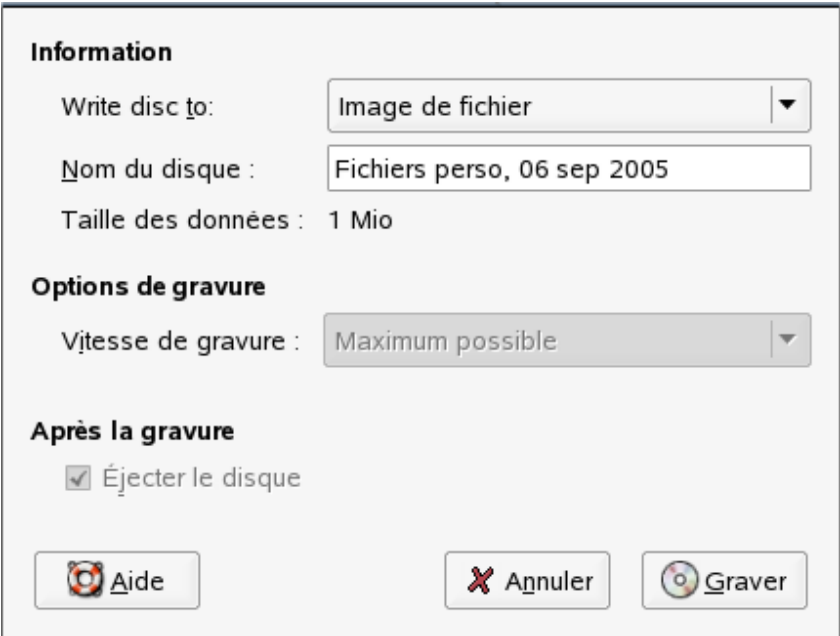 Information
Write disc to: Image de fichier
Nom du disque : Fichiers perso, 06 sep 2005
Taille des données : 1 Mio
Options de gravure
Vitesse de gravure : Maximum possible
Après la gravure
Éjecter le disque
Aide Annuler Graver